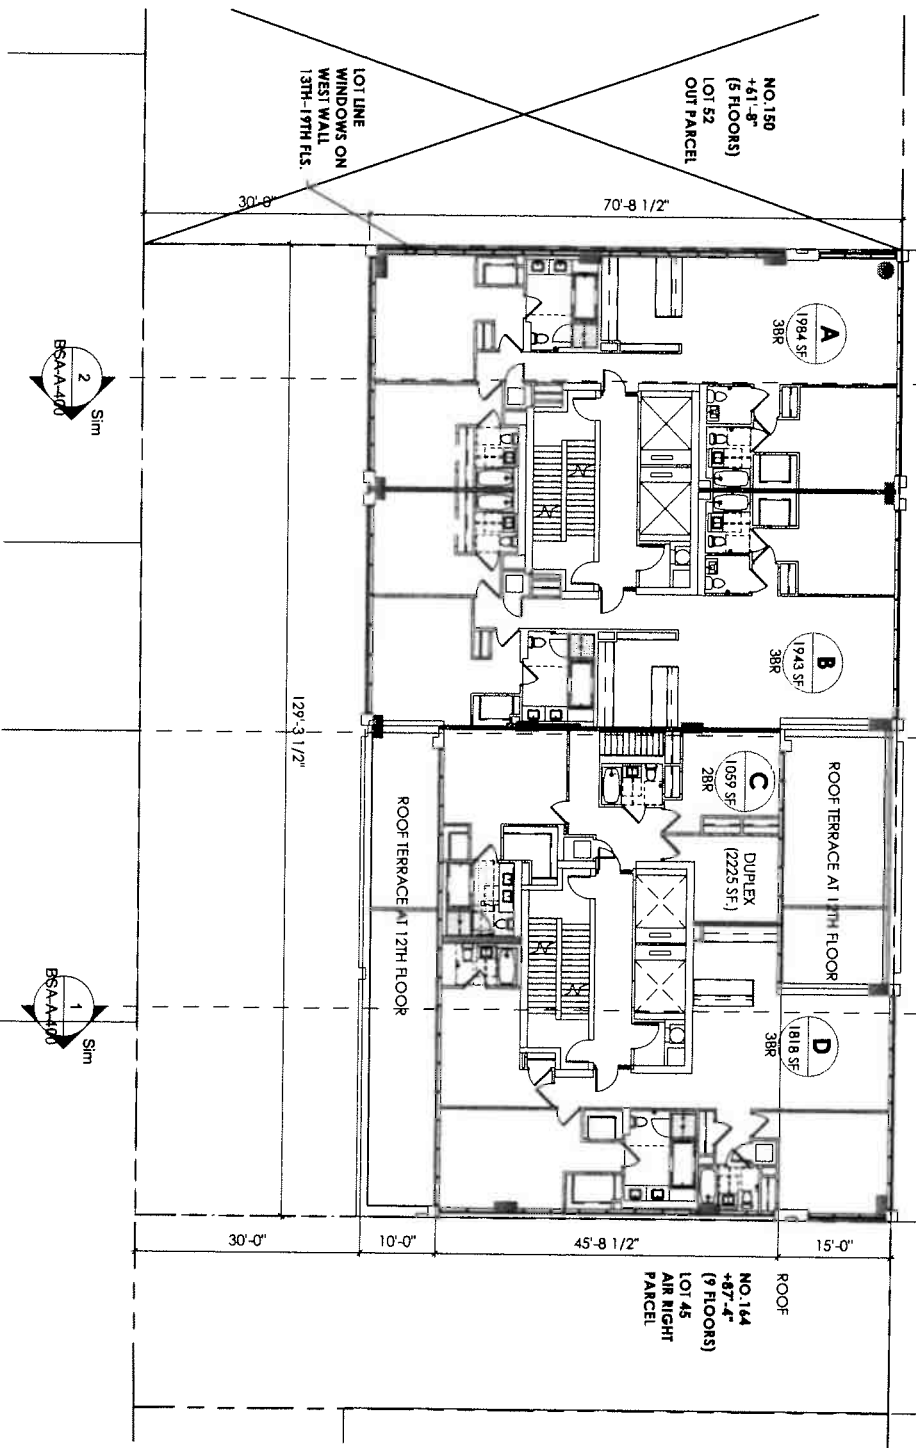 NO.150
+61'-8"
(5 FLOORS)
LOT 52
OUT PARCEL
LOT LINE
WINDOWS ON
WEST WALL
13TH-19TH FLS.
30'-0"
70'-8 1/2"
A
1984 SF
3BR
2
BSA-A-400
Sim
B
1943 SF
3BR
129'-3 1/2"
C
1059 SF
2BR
DUPLEX
(2225 SF.)
ROOF TERRACE AT 12TH FLOOR
ROOF TERRACE AT 12TH FLOOR
1
BSA-A-400
Sim
D
1818 SF
3BR
30'-0"
10'-0"
45'-8 1/2"
15'-0"
ROOF
NO.164
+87'-4"
(9 FLOORS)
LOT 45
AIR RIGHT
PARCEL